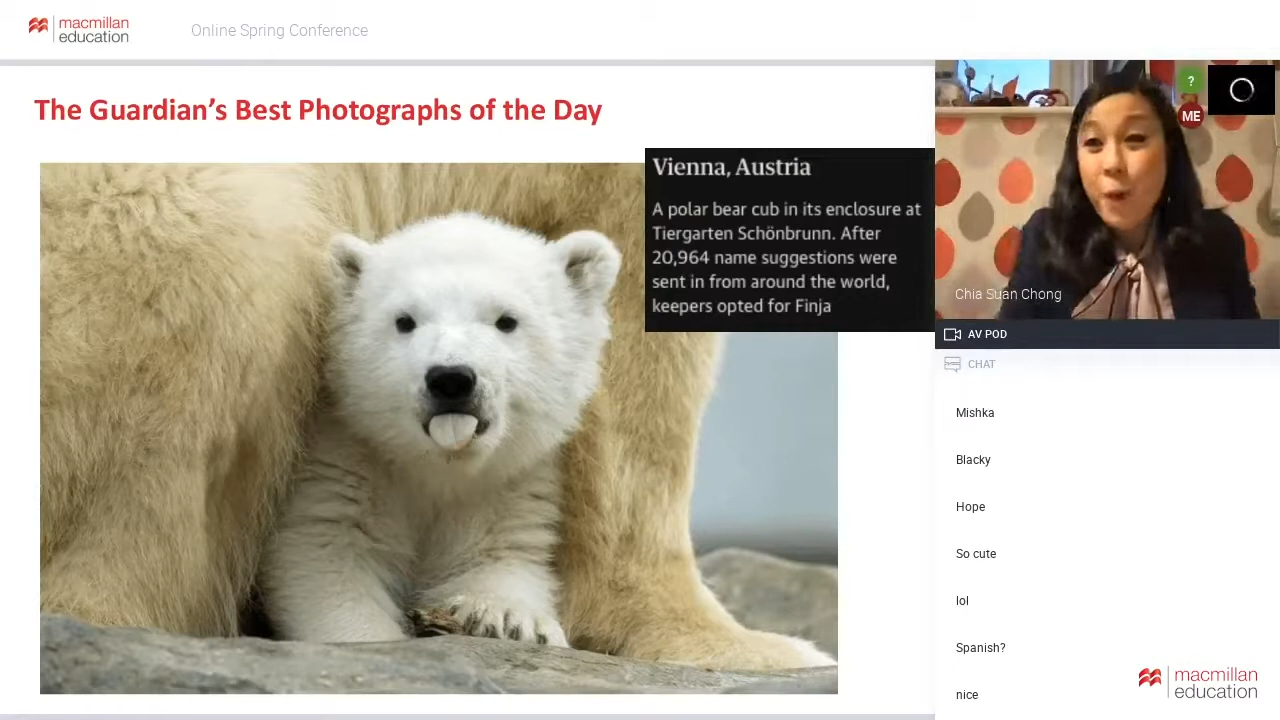 macmillan
education
Online Spring Conference
The Guardian’s Best Photographs of the Day
Vienna, Austria
A polar bear cub in its enclosure at
Tiergarten Schönbrunn. After
20,964 name suggestions were
sent in from around the world,
keepers opted for Finja
?
ME
Chia Suan Chong
AV POD
CHAT
Mishka
Blacky
Hope
So cute
lol
Spanish?
nice
macmillan
education